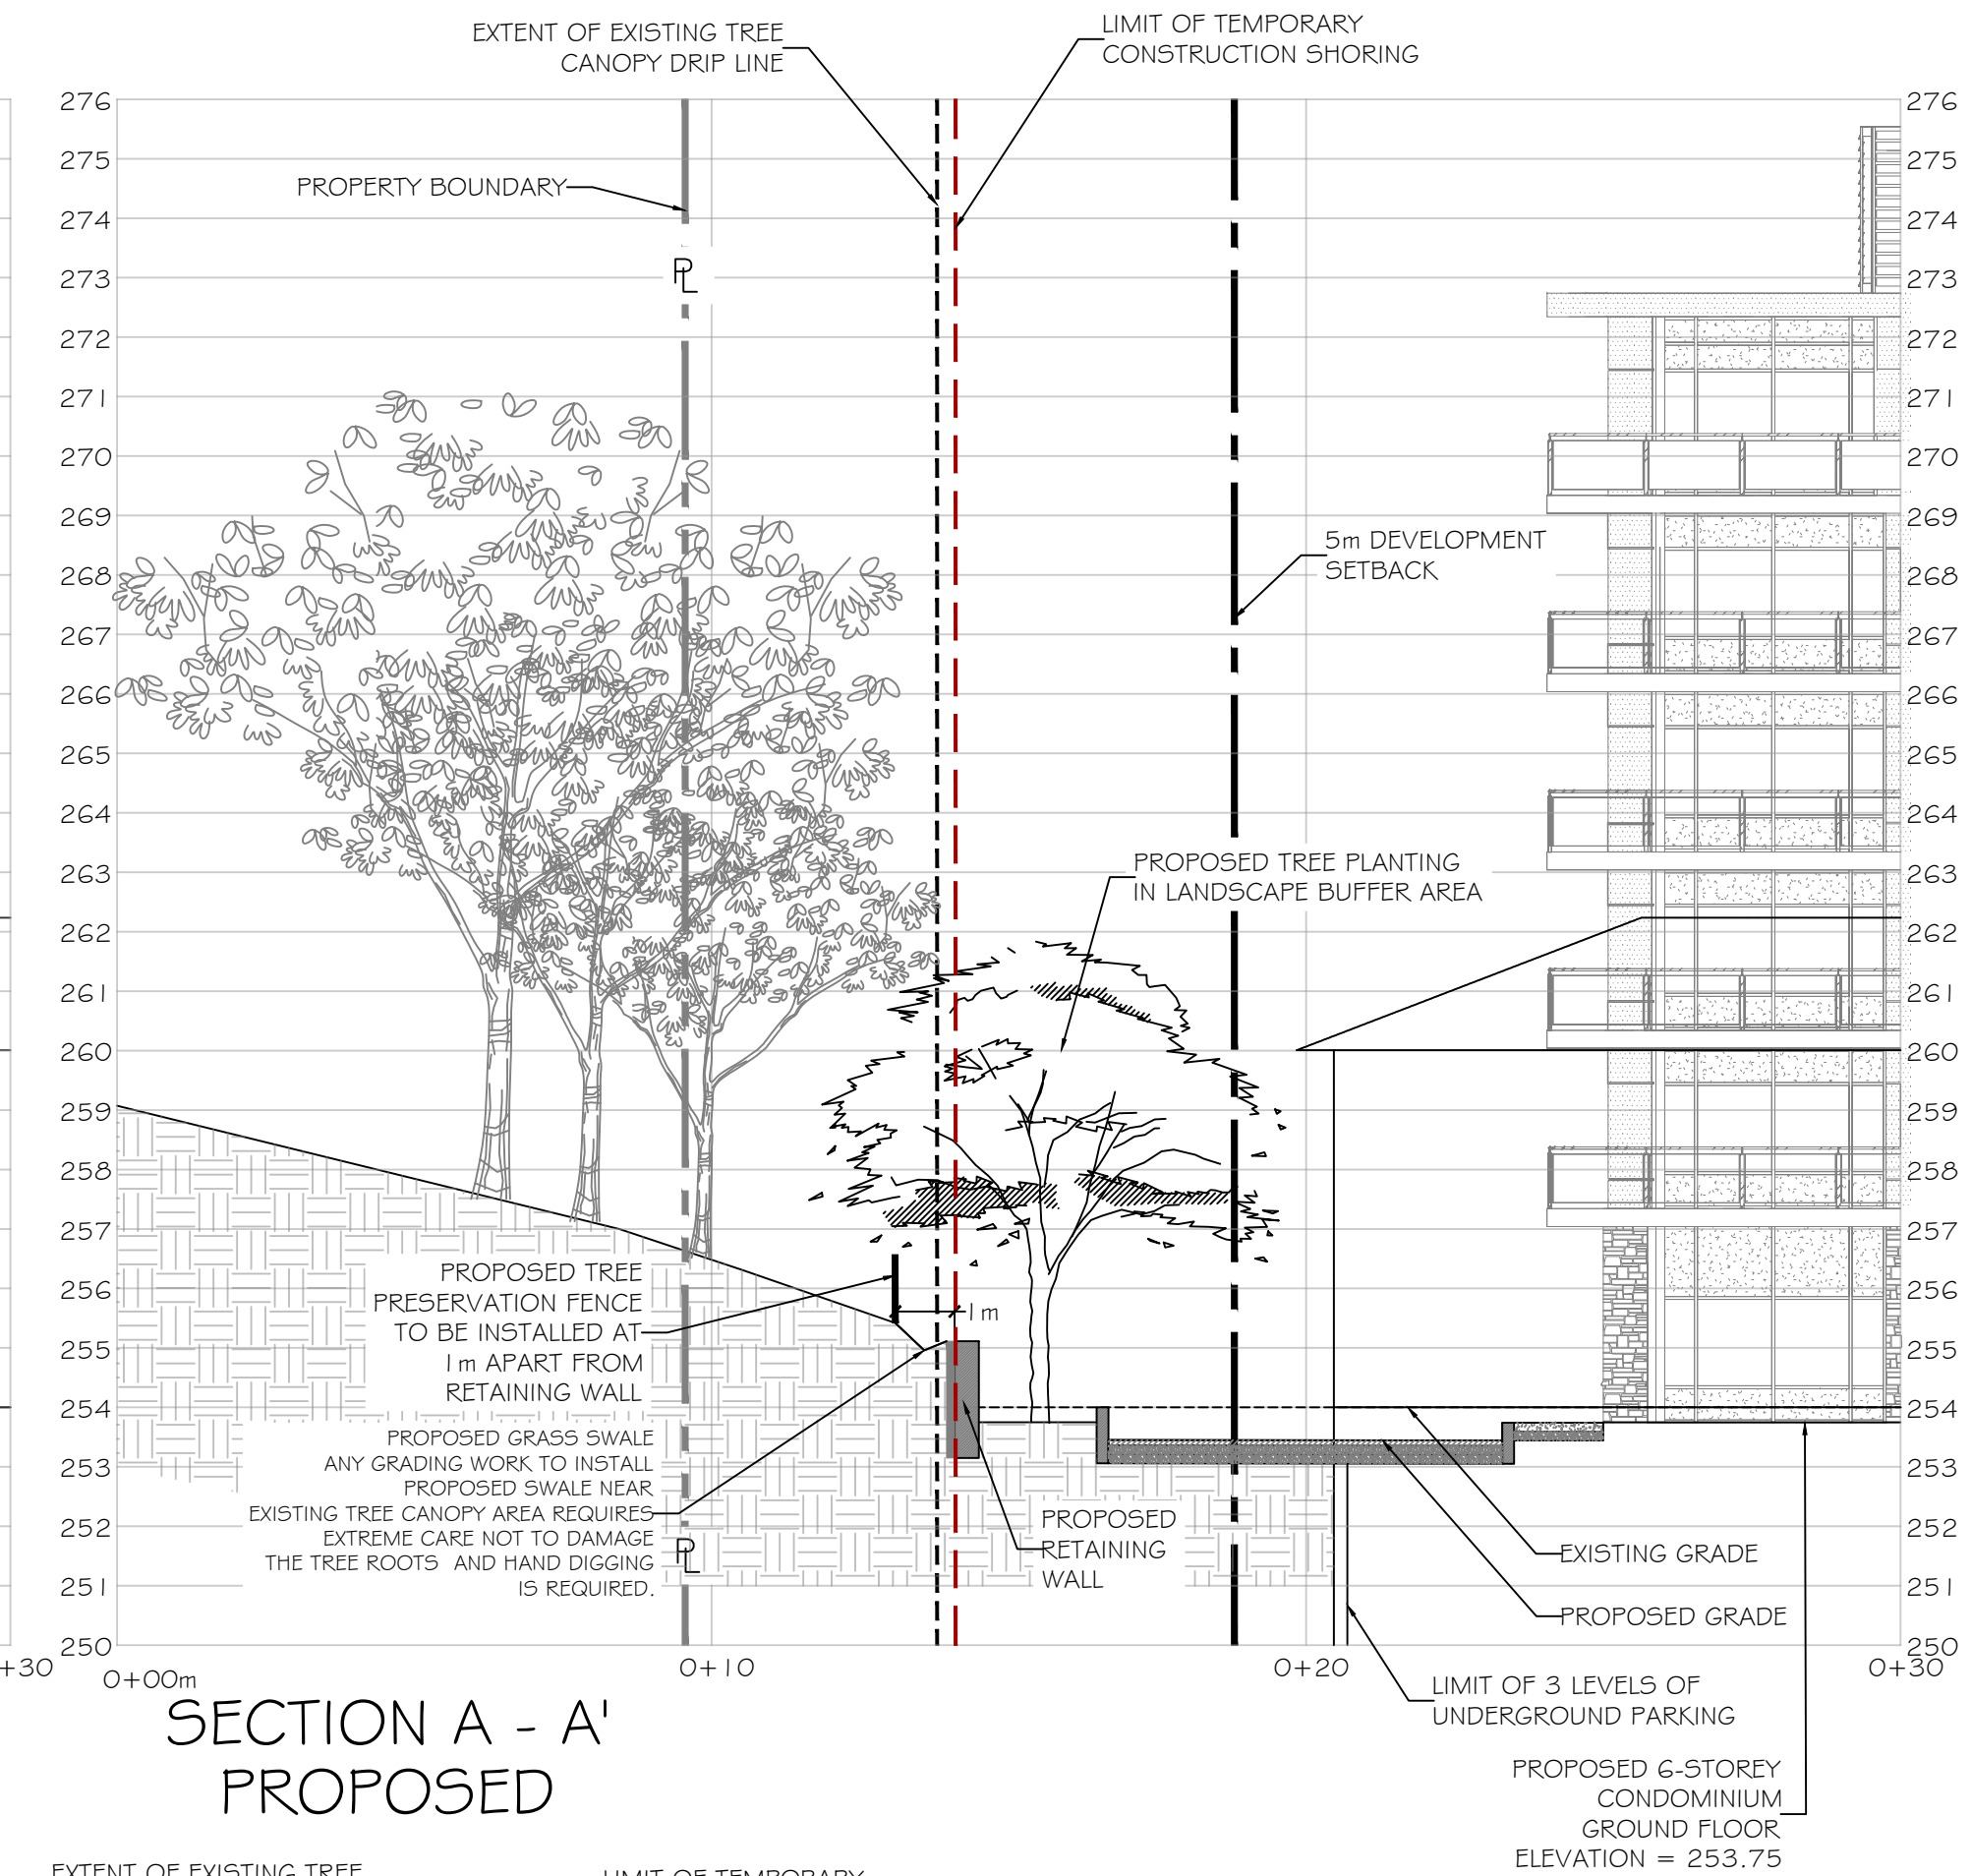 EXTENT OF EXISTING TREE
CANOPY DRIP LINE
LIMIT OF TEMPORARY
CONSTRUCTION SHORING
276
275
274
273
272
271
270
269
268
267
266
265
264
263
262
261
260
259
258
257
256
255
254
253
252
251
250
276
275
274
273
272
271
270
269
268
267
266
265
264
263
262
261
260
259
258
257
256
255
254
253
252
251
250
PROPERTY BOUNDARY
PL
5m DEVELOPMENT
SETBACK
PROPOSED TREE PLANTING
IN LANDSCAPE BUFFER AREA
PROPOSED TREE
PRESERVATION FENCE
TO BE INSTALLED AT
1m APART FROM
RETAINING WALL
1m
PROPOSED GRASS SWALE
ANY GRADING WORK TO INSTALL
PROPOSED SWALE NEAR
EXISTING TREE CANOPY AREA REQUIRES
EXTREME CARE NOT TO DAMAGE
THE TREE ROOTS AND HAND DIGGING
IS REQUIRED.
PL
PROPOSED
RETAINING
WALL
EXISTING GRADE
PROPOSED GRADE
+30
0+00m
0+10
0+20
0+30
LIMIT OF 3 LEVELS OF
UNDERGROUND PARKING
SECTION A - A'
PROPOSED
PROPOSED 6-STOREY
CONDOMINIUM
GROUND FLOOR
ELEVATION = 253.75
EXTENT OF EXISTING TREE
LIMIT OF TEMPORARY